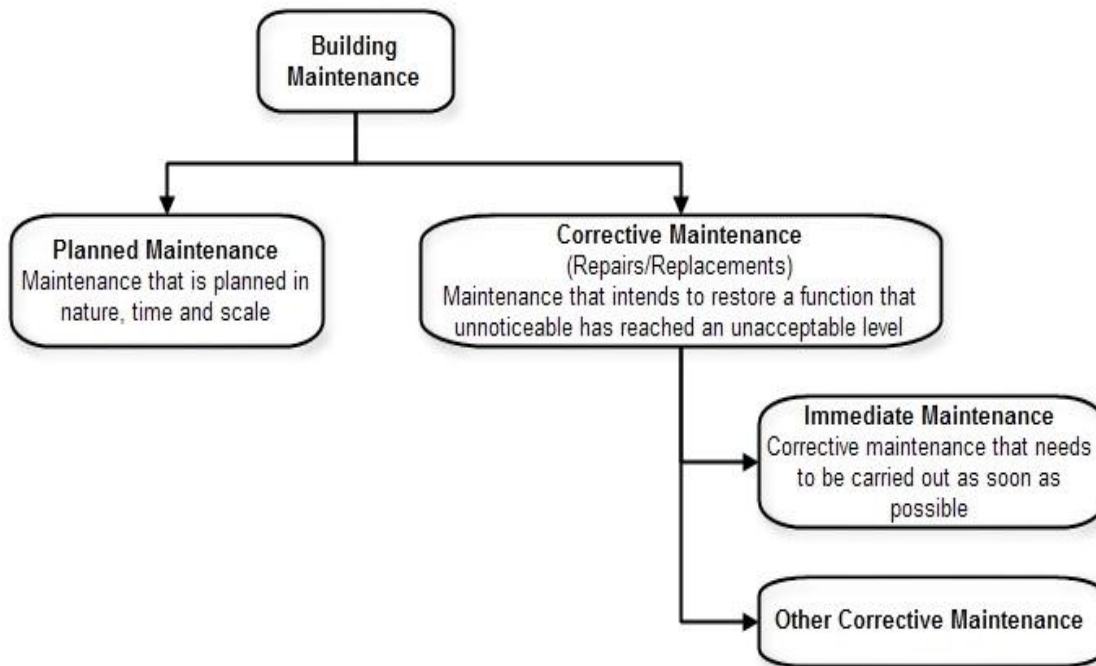 Building
Maintenance
Planned Maintenance
Maintenance that is planned in
nature, time and scale
Corrective Maintenance
(Repairs/Replacements)
Maintenance that intends to restore a function that
unnoticeable has reached an unacceptable level
Immediate Maintenance
Corrective maintenance that needs
to be carried out as soon as
possible
Other Corrective Maintenance